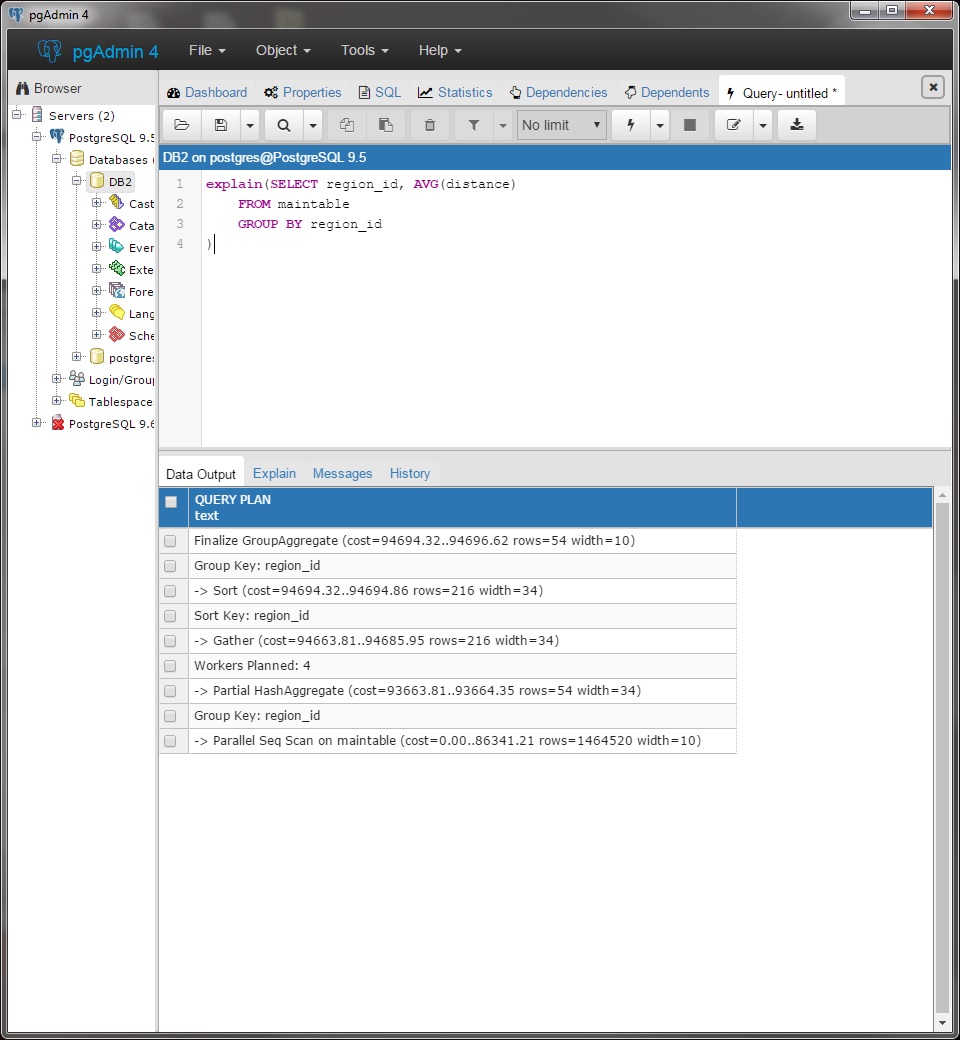 pgAdmin 4
pgAdmin 4 File Object Tools Help
Browser
Dashboard Properties SQL Statistics Dependencies Dependents Query- untitled *
Servers (2)
PostgreSQL 9.5
Databases (
DB2
Cast
Cata
Even
Exte
Fore
Lang
Sche
postgres
Login/Grou
Tablespace
PostgreSQL 9.6
No limit
DB2 on postgres@PostgreSQL 9.5
1 explain(SELECT region_id, AVG(distance)
2 FROM maintable
3 GROUP BY region_id
4 )
Data Output Explain Messages History
QUERY PLAN
text
Finalize GroupAggregate (cost=94694.32..94696.62 rows=54 width=10)
Group Key: region_id
-> Sort (cost=94694.32..94694.86 rows=216 width=34)
Sort Key: region_id
-> Gather (cost=94663.81..94685.95 rows=216 width=34)
Workers Planned: 4
-> Partial HashAggregate (cost=93663.81..93664.35 rows=54 width=34)
Group Key: region_id
-> Parallel Seq Scan on maintable (cost=0.00..86341.21 rows=1464520 width=10)